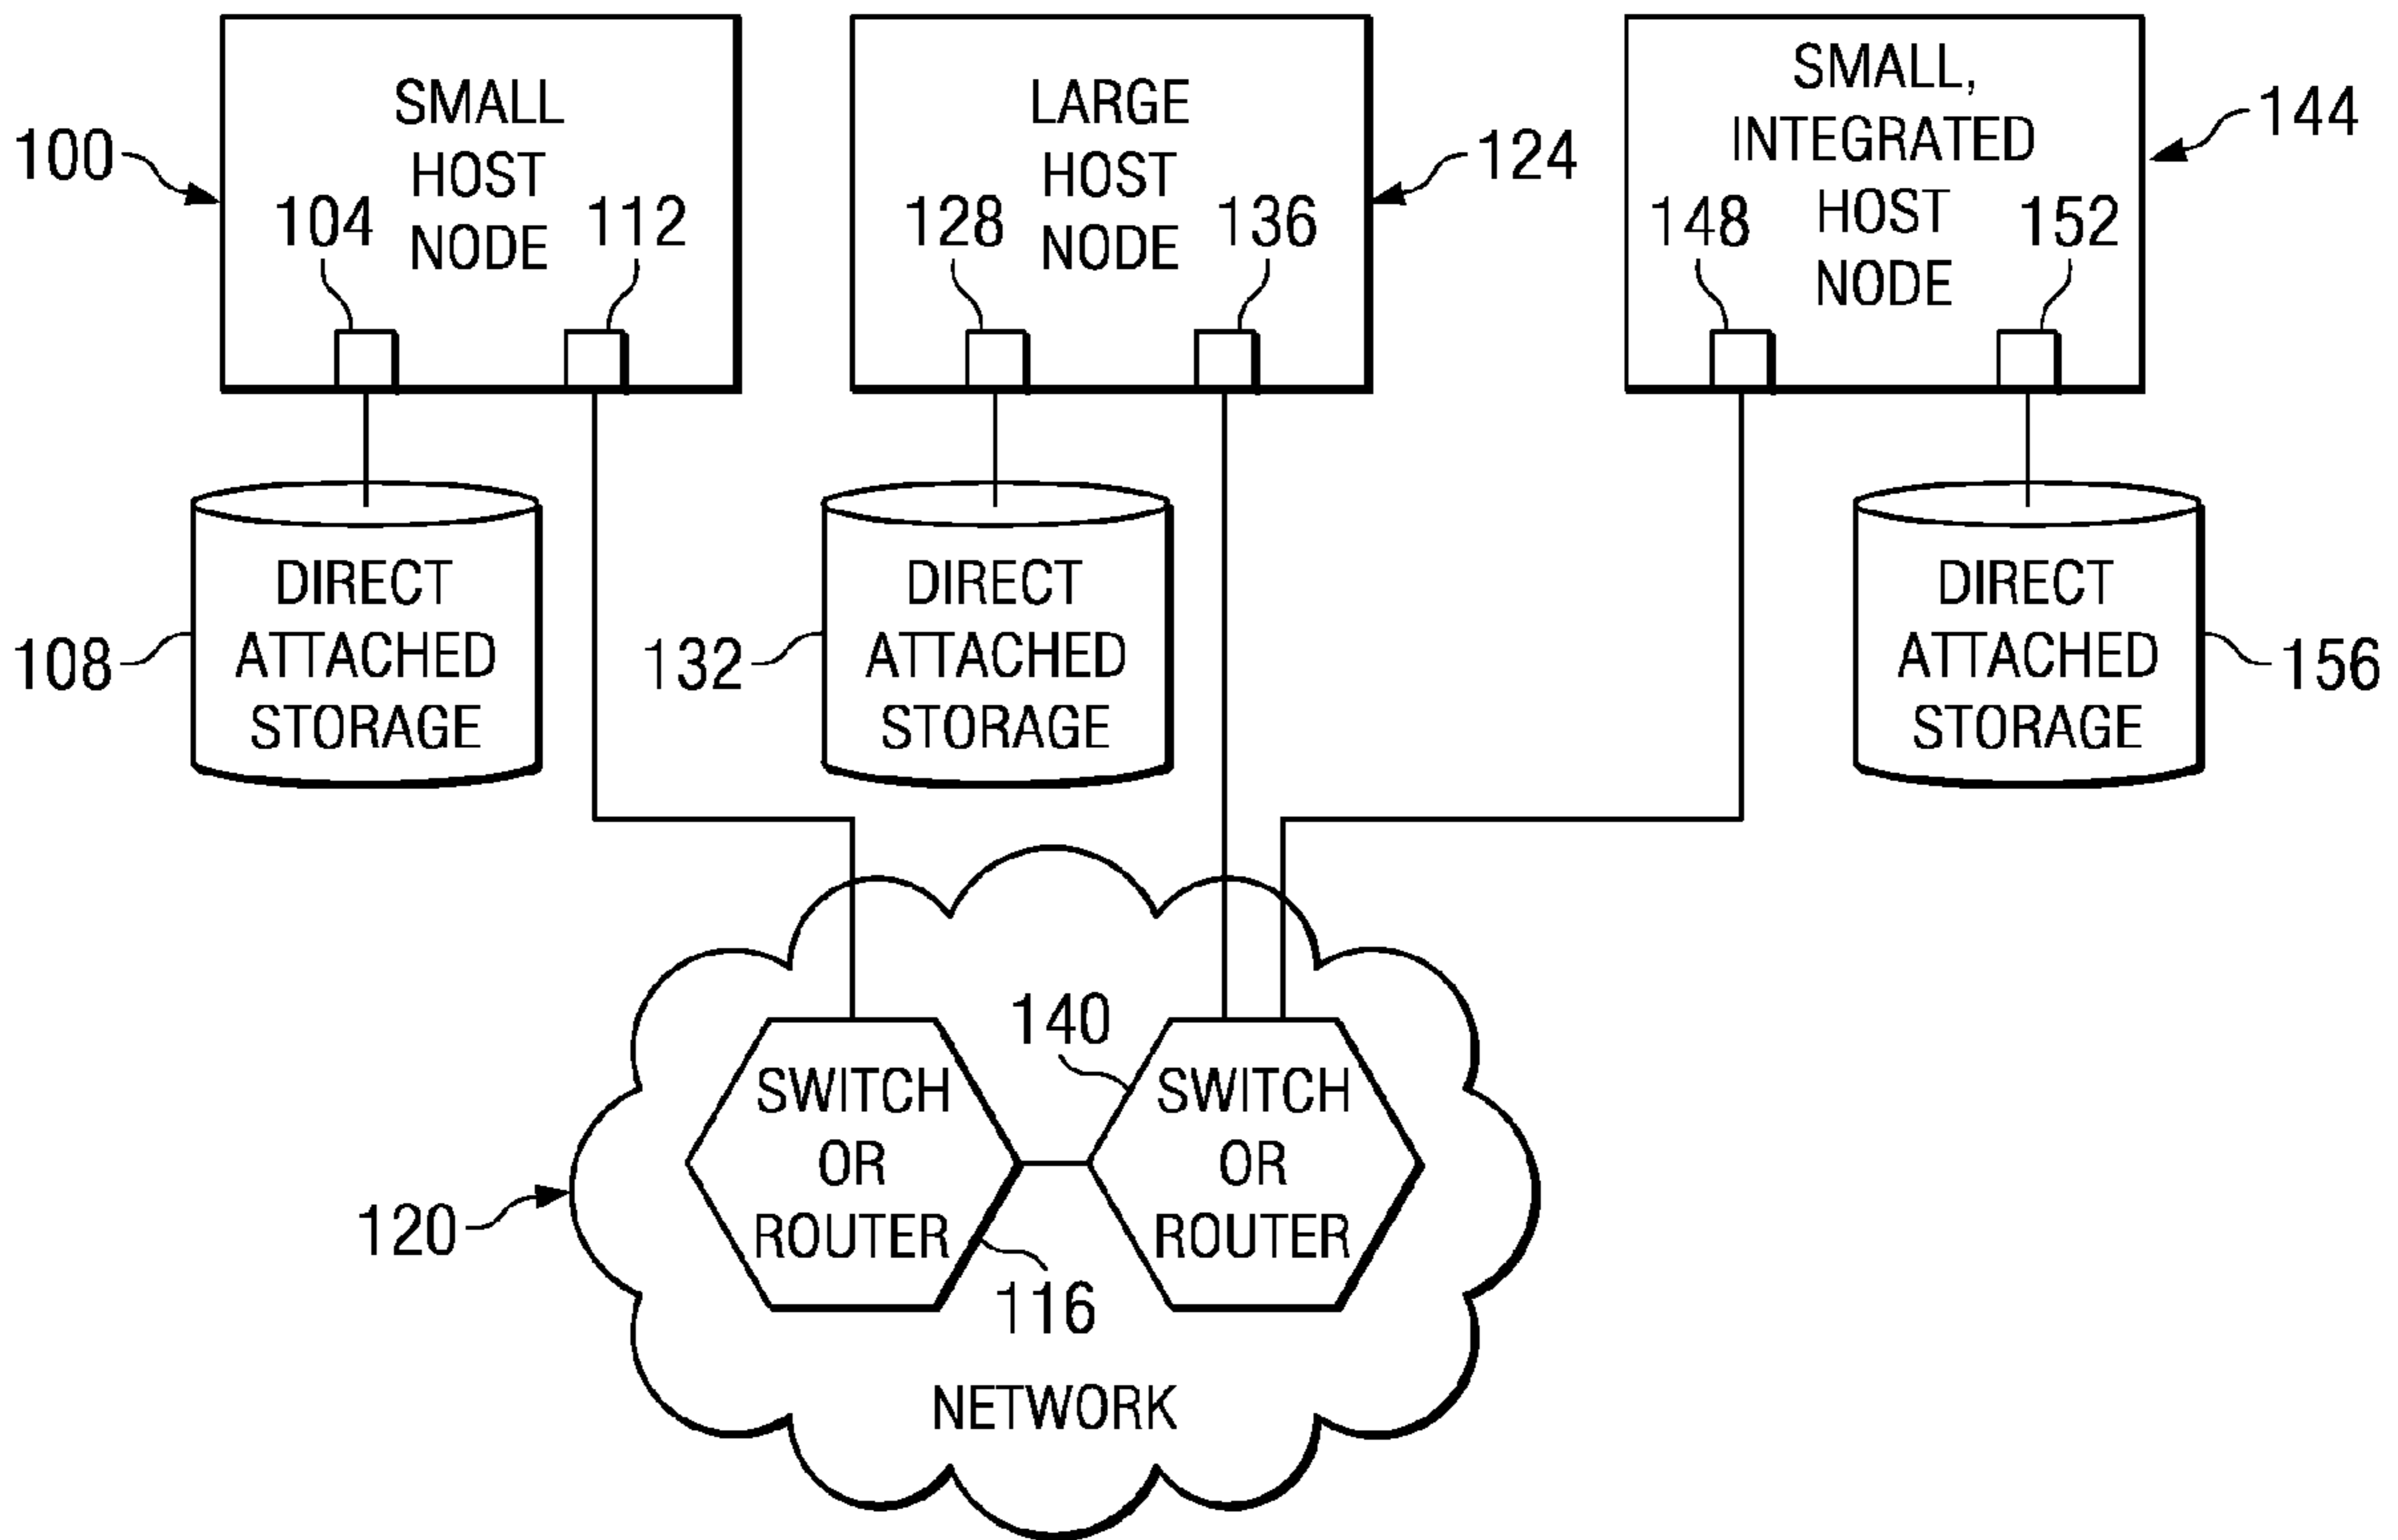 SMALL
HOST
NODE
100
104
112
LARGE
HOST
NODE
124
128
136
SMALL,
INTEGRATED
HOST
NODE
144
148
152
DIRECT
ATTACHED
STORAGE
108
DIRECT
ATTACHED
STORAGE
132
DIRECT
ATTACHED
STORAGE
156
140
SWITCH
OR
ROUTER
116
SWITCH
OR
ROUTER
120
NETWORK